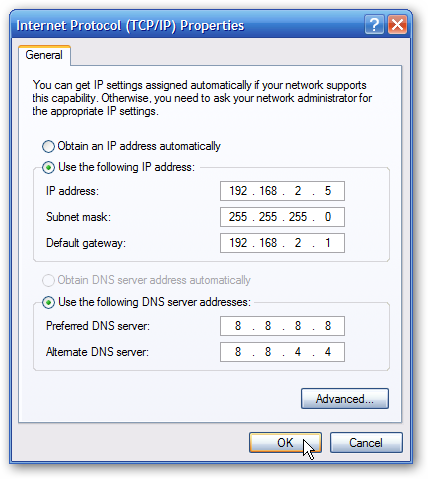 Internet Protocol (TCP/IP) Properties
General
You can get IP settings assigned automatically if your network supports
this capability. Otherwise, you need to ask your network administrator for
the appropriate IP settings.
Obtain an IP address automatically
Use the following IP address:
IP address: 192 . 168 . 2 . 5
Subnet mask: 255 . 255 . 255 . 0
Default gateway: 192 . 168 . 2 . 1
Obtain DNS server address automatically
Use the following DNS server addresses:
Preferred DNS server: 8 . 8 . 8 . 8
Alternate DNS server: 8 . 8 . 4 . 4
Advanced...
OK Cancel